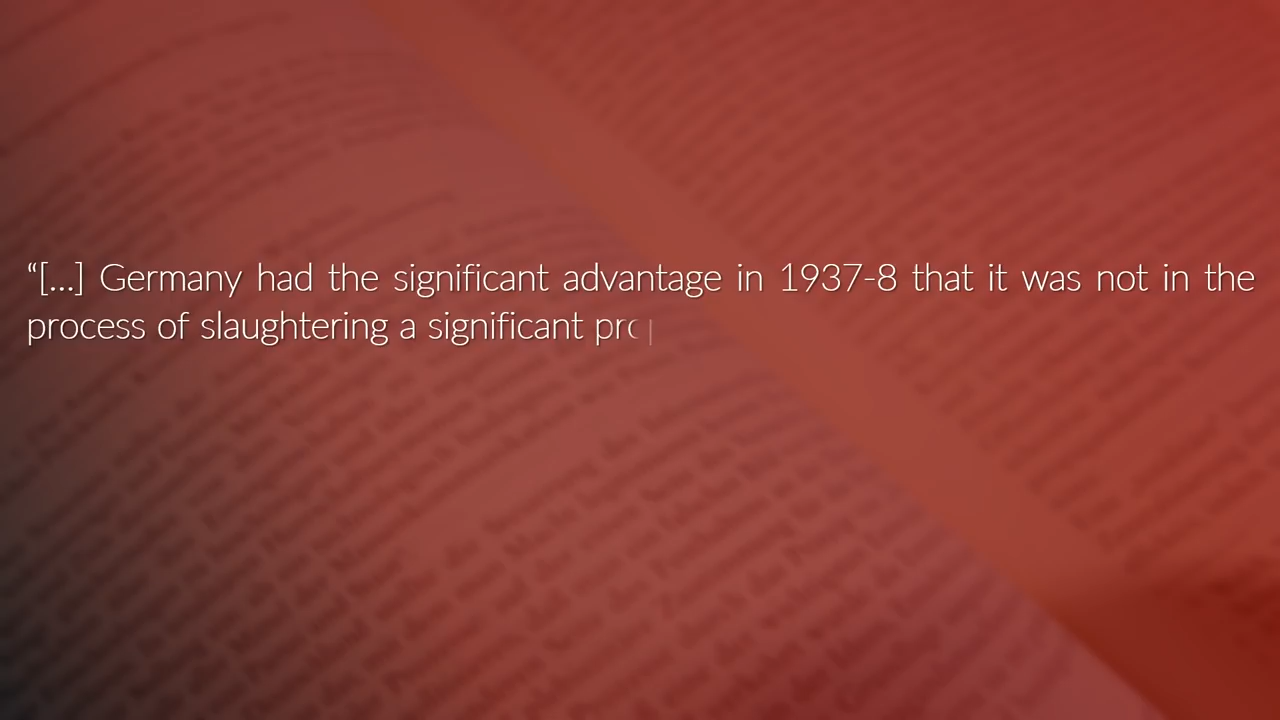 “[...] Germany had the significant advantage in 1937-8 that it was not in the
process of slaughtering a significant